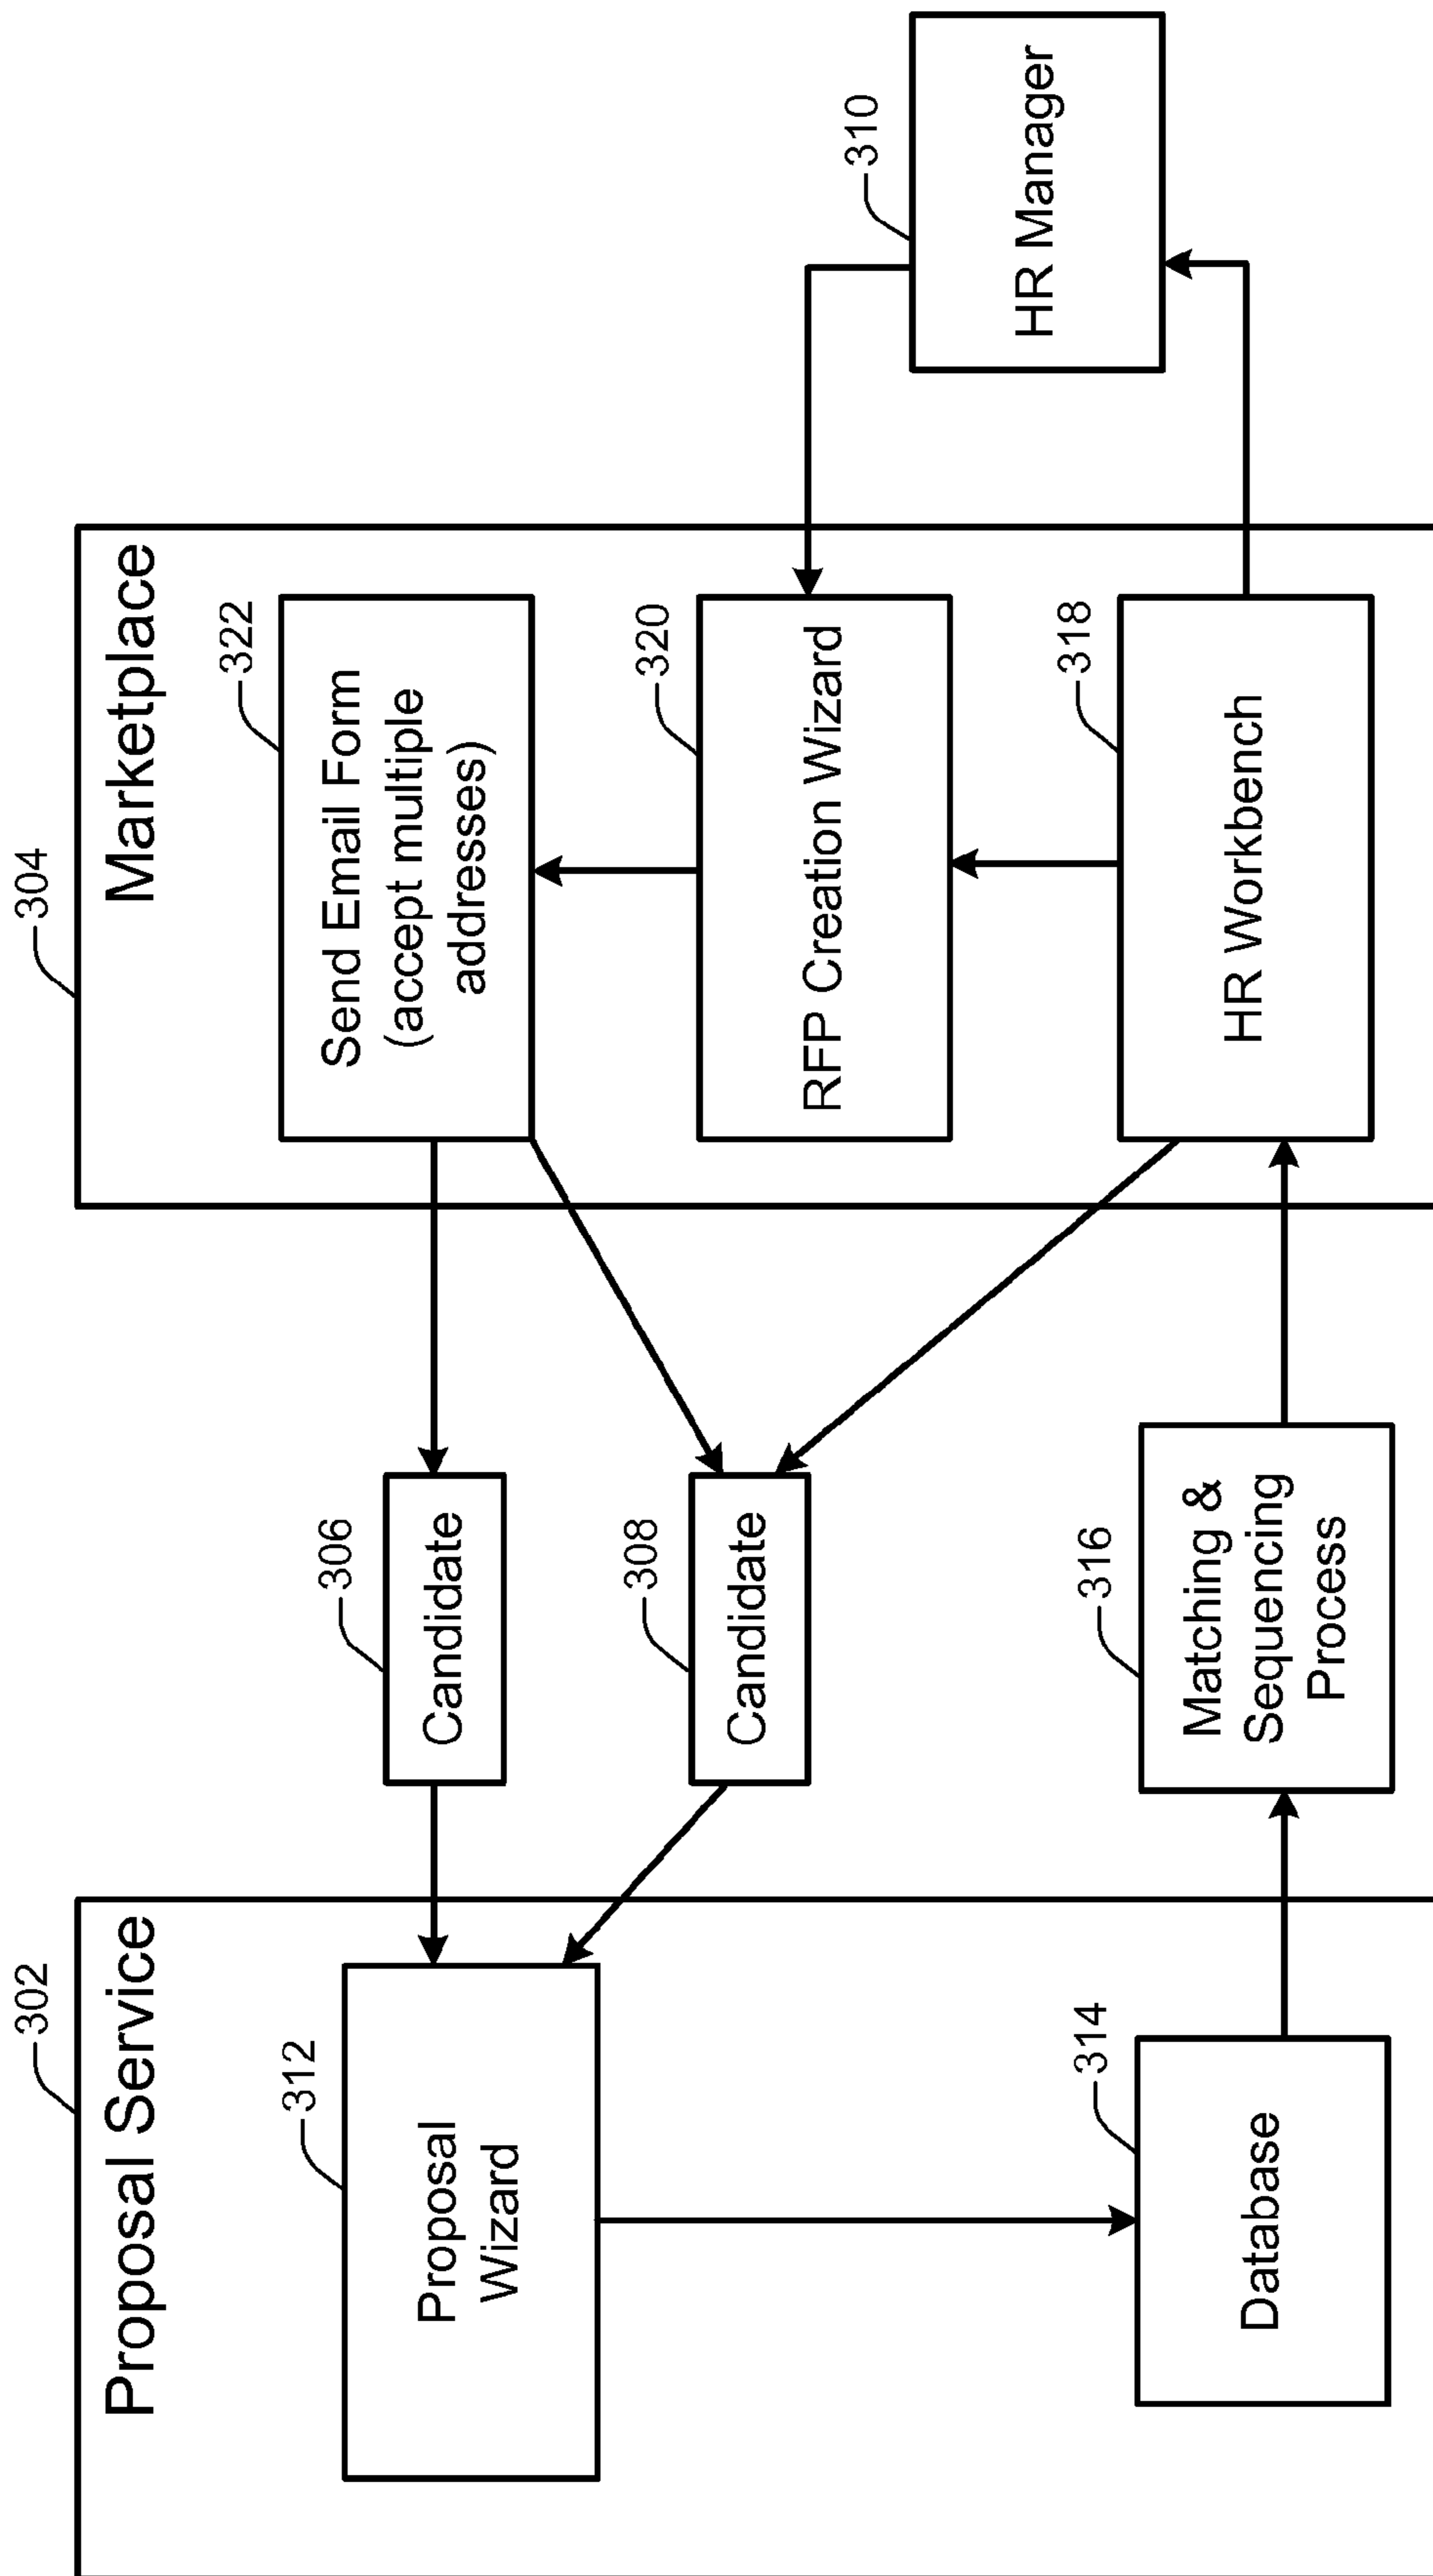 302
Proposal Service
312
Proposal
Wizard
314
Database
306
Candidate
308
Candidate
316
Matching &
Sequencing
Process
304
Marketplace
322
Send Email Form
(accept multiple
addresses)
320
RFP Creation Wizard
318
HR Workbench
310
HR Manager